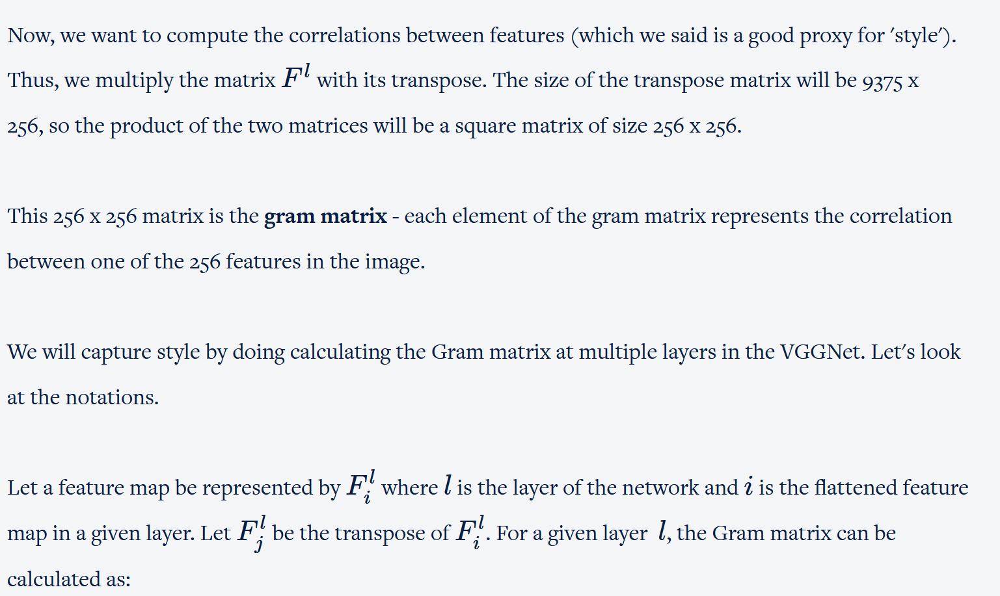 Now, we want to compute the correlations between features (which we said is a good proxy for 'style').
Thus, we multiply the matrix F^l with its transpose. The size of the transpose matrix will be 9375 x
256, so the product of the two matrices will be a square matrix of size 256 x 256.
This 256 x 256 matrix is the gram matrix - each element of the gram matrix represents the correlation
between one of the 256 features in the image.
We will capture style by doing calculating the Gram matrix at multiple layers in the VGGNet. Let's look
at the notations.
Let a feature map be represented by F_i^l where l is the layer of the network and i is the flattened feature
map in a given layer. Let F_j^l be the transpose of F_i^l. For a given layer l, the Gram matrix can be
calculated as: